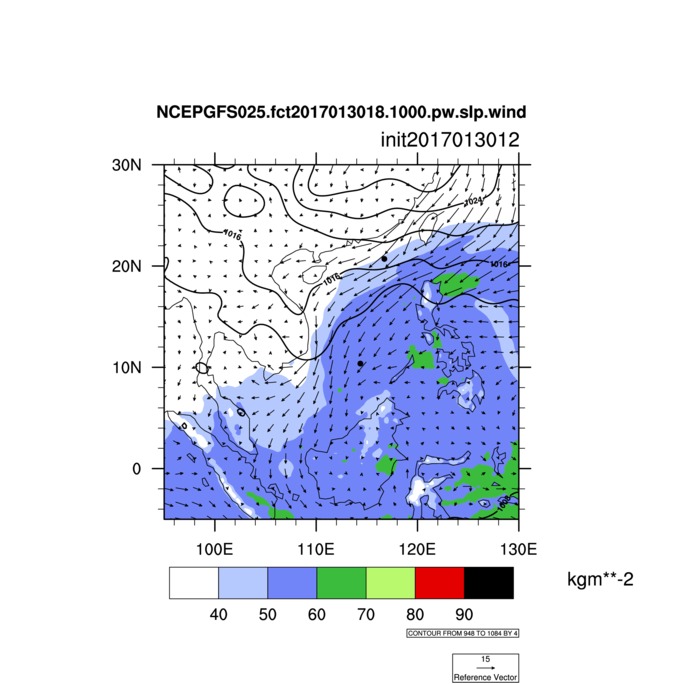 NCEPGFS025.fct2017013018.1000.pw.slp.wind
init2017013012
30N
1024
1016
20N
1016
1016
10N
0
0
100E
110E
120E
130E
kgm**-2
40
50
60
70
80
90
CONTOUR FROM 948 TO 1084 BY 4
15
Reference Vector